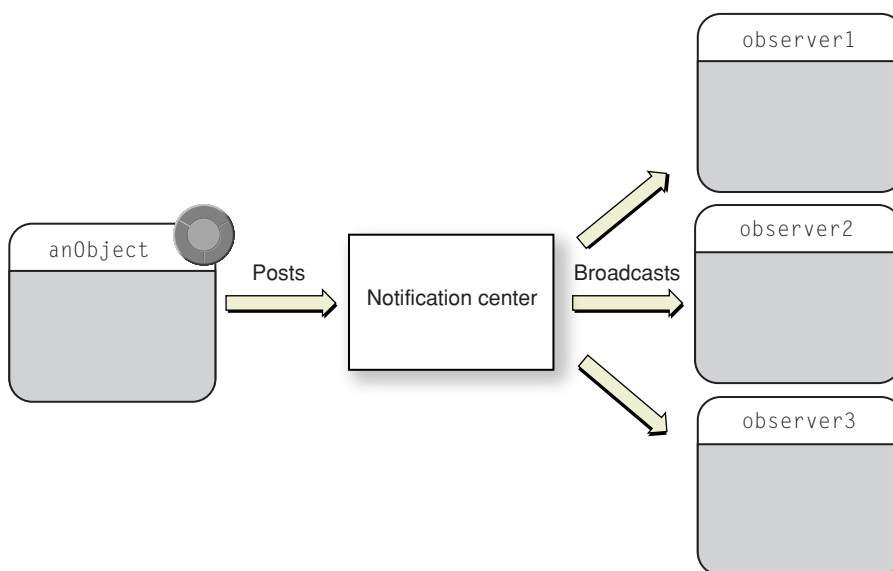 observer1
anObject
Posts
Notification center
Broadcasts
observer2
observer3